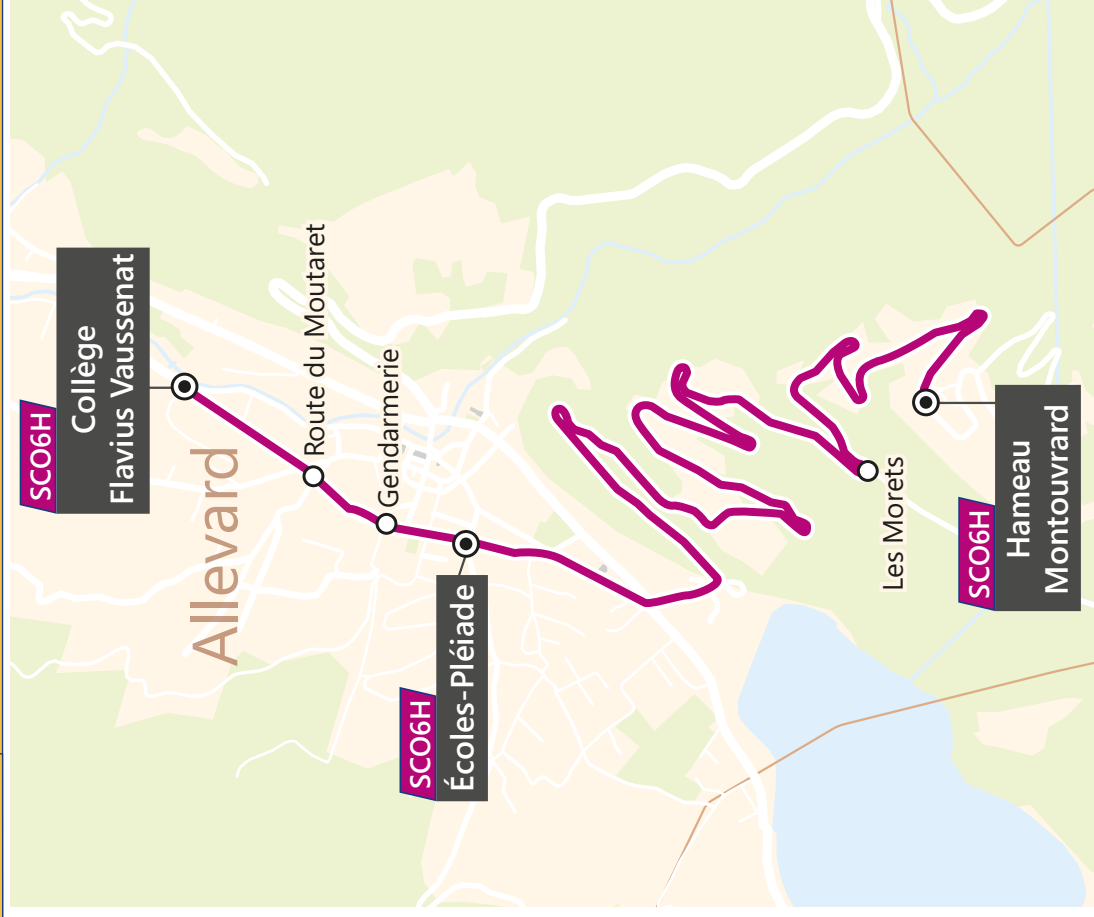 SCO6H
Collège
Flavius Vaussenat
Allevard
Route du Moutaret
Gendarmerie
SCO6H
Écoles-Pléiade
Les Morets
SCO6H
Hameau
Montouvrard